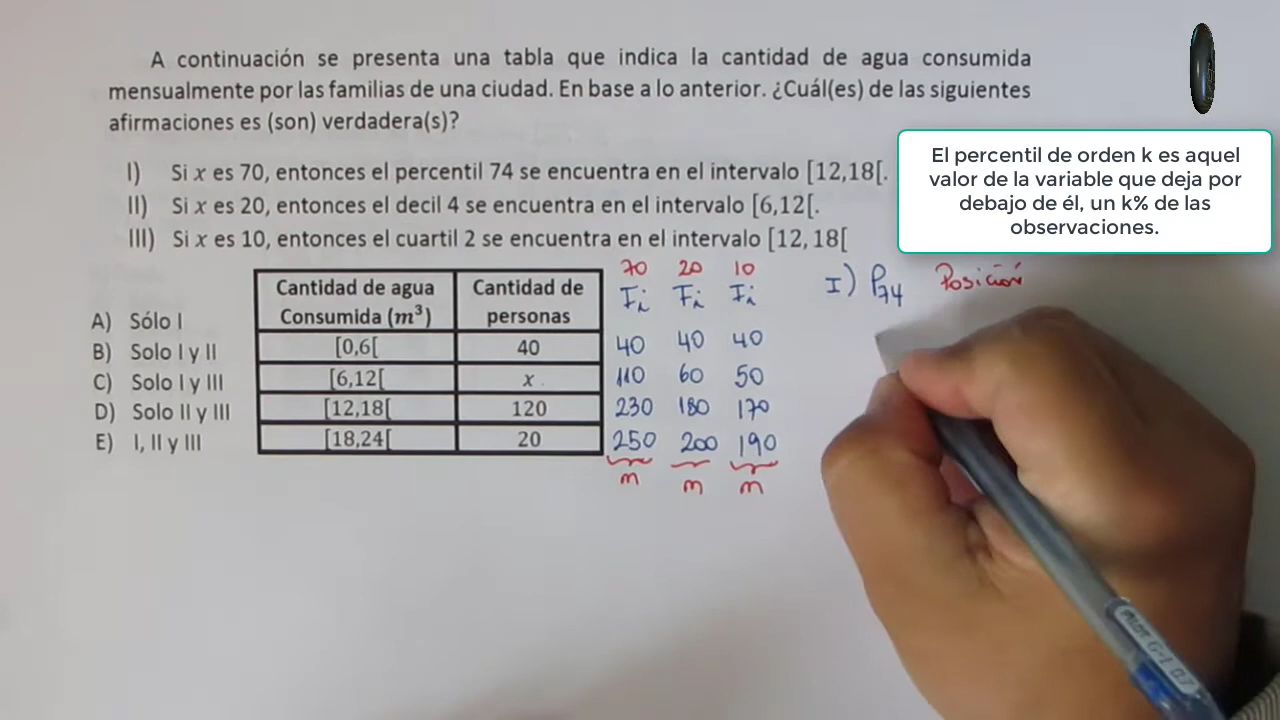 A continuación se presenta una tabla que indica la cantidad de agua consumida
mensualmente por las familias de una ciudad. En base a lo anterior. ¿Cuál(es) de las siguientes
afirmaciones es (son) verdadera(s)?
I) Si x es 70, entonces el percentil 74 se encuentra en el intervalo [12,18[.
II) Si x es 20, entonces el decil 4 se encuentra en el intervalo [6,12[.
III) Si x es 10, entonces el cuartil 2 se encuentra en el intervalo [12, 18[
El percentil de orden k es aquel
valor de la variable que deja por
debajo de él, un k% de las
observaciones.
A) Sólo I
B) Solo I y II
C) Solo I y III
D) Solo II y III
E) I, II y III
Cantidad de agua Consumida (m³) Cantidad de personas
[0,6[ 40
[6,12[ x
[12,18[ 120
[18,24[ 20
70 20 10
Fi Fi Fi
40 40 40
110 60 50
230 180 170
250 200 190
m m m
I) P74 Posición
PILOT G-1 0.7